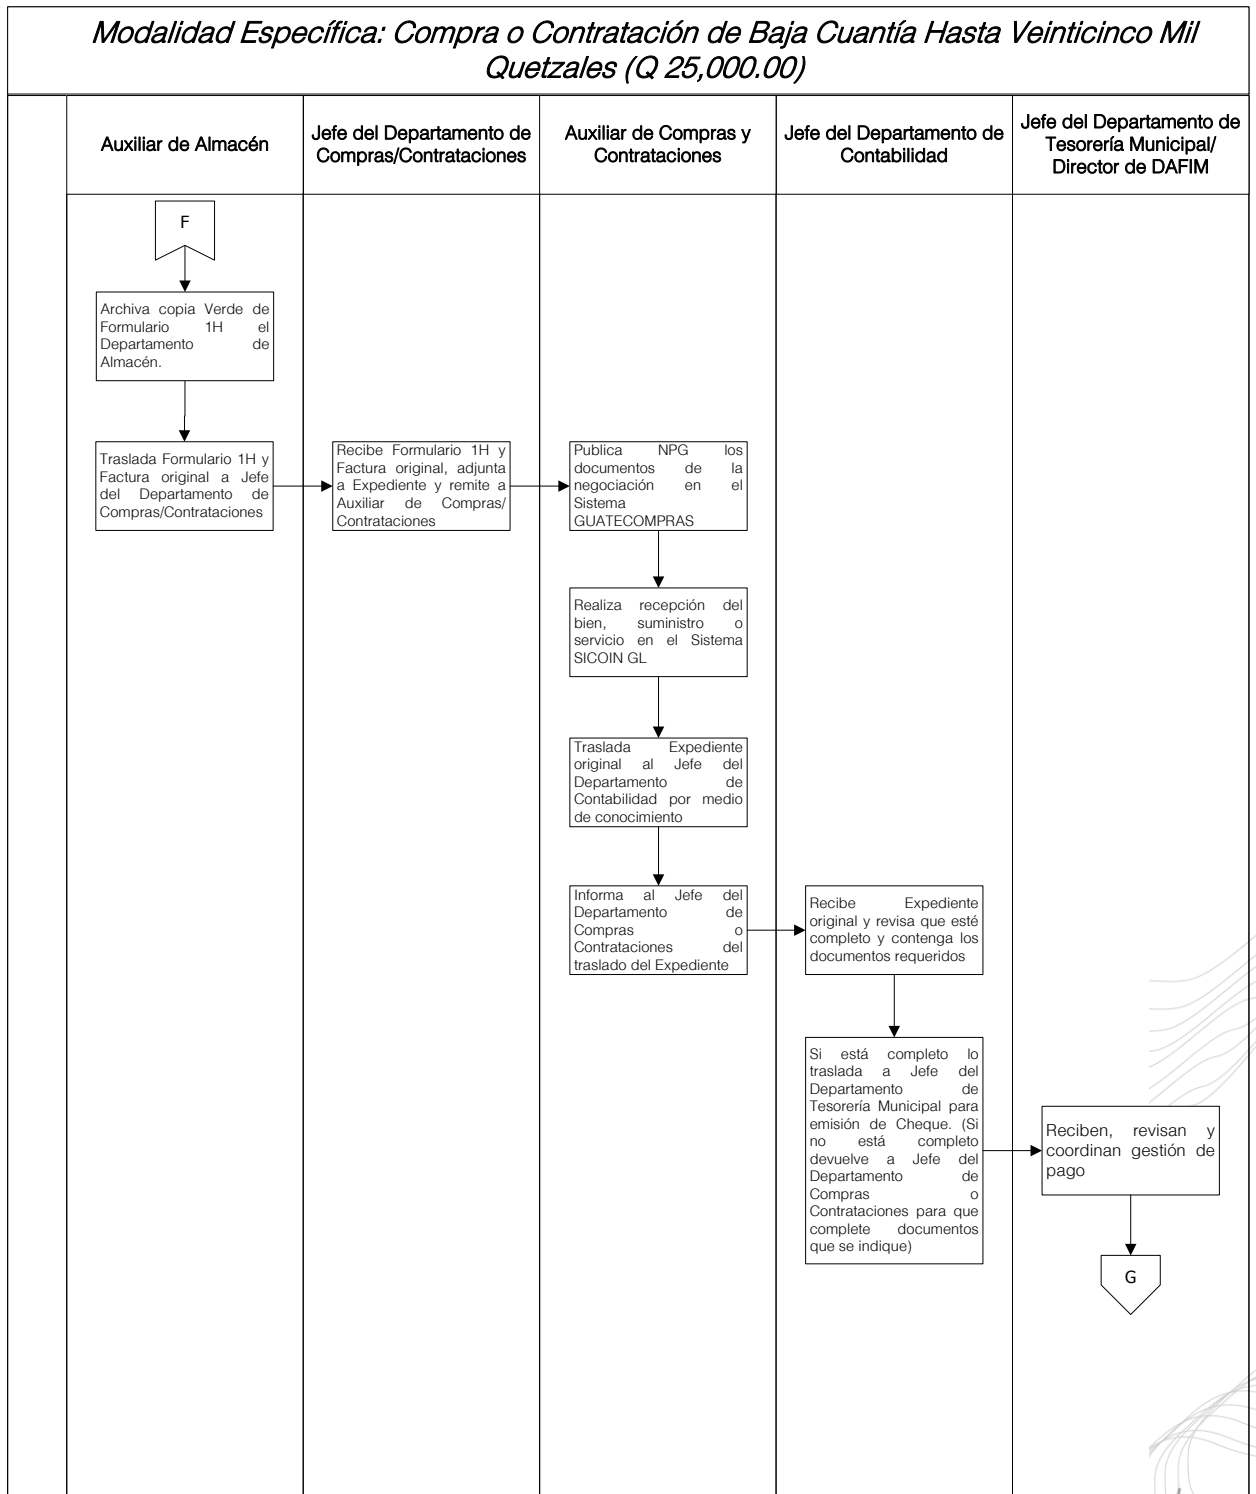 Modalidad Específica: Compra o Contratación de Baja Cuantía Hasta Veinticinco Mil
Quetzales (Q 25,000.00)
Auxiliar de Almacén
Jefe del Departamento de
Compras/Contrataciones
Auxiliar de Compras y
Contrataciones
Jefe del Departamento de
Contabilidad
Jefe del Departamento de
Tesorería Municipal/
Director de DAFIM
F
Archiva copia Verde de
Formulario 1H el
Departamento de
Almacén.
Traslada Formulario 1H y
Factura original a Jefe
del Departamento de
Compras/Contrataciones
Recibe Formulario 1H y
Factura original, adjunta
a Expediente y remite a
Auxiliar de Compras/
Contrataciones
Publica NPG los
documentos de la
negociación en el
Sistema
GUATECOMPRAS
Realiza recepción del
bien, suministro o
servicio en el Sistema
SICOIN GL
Traslada Expediente
original al Jefe del
Departamento de
Contabilidad por medio
de conocimiento
Informa al Jefe del
Departamento de
Compras o
Contrataciones del
traslado del Expediente
Recibe Expediente
original y revisa que esté
completo y contenga los
documentos requeridos
Si está completo lo
traslada a Jefe del
Departamento de
Tesorería Municipal para
emisión de Cheque. (Si
no está completo
devuelve a Jefe del
Departamento de
Compras o
Contrataciones para que
complete documentos
que se indique)
Reciben, revisan y
coordinan gestión de
pago
G